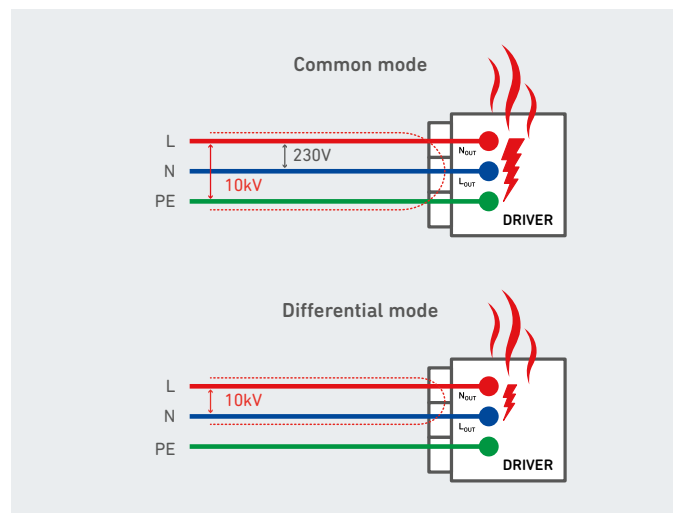 Common mode
L
230V
N
10kV
PE
NOUT
LOUT
DRIVER
Differential mode
L
10kV
N
PE
NOUT
LOUT
DRIVER